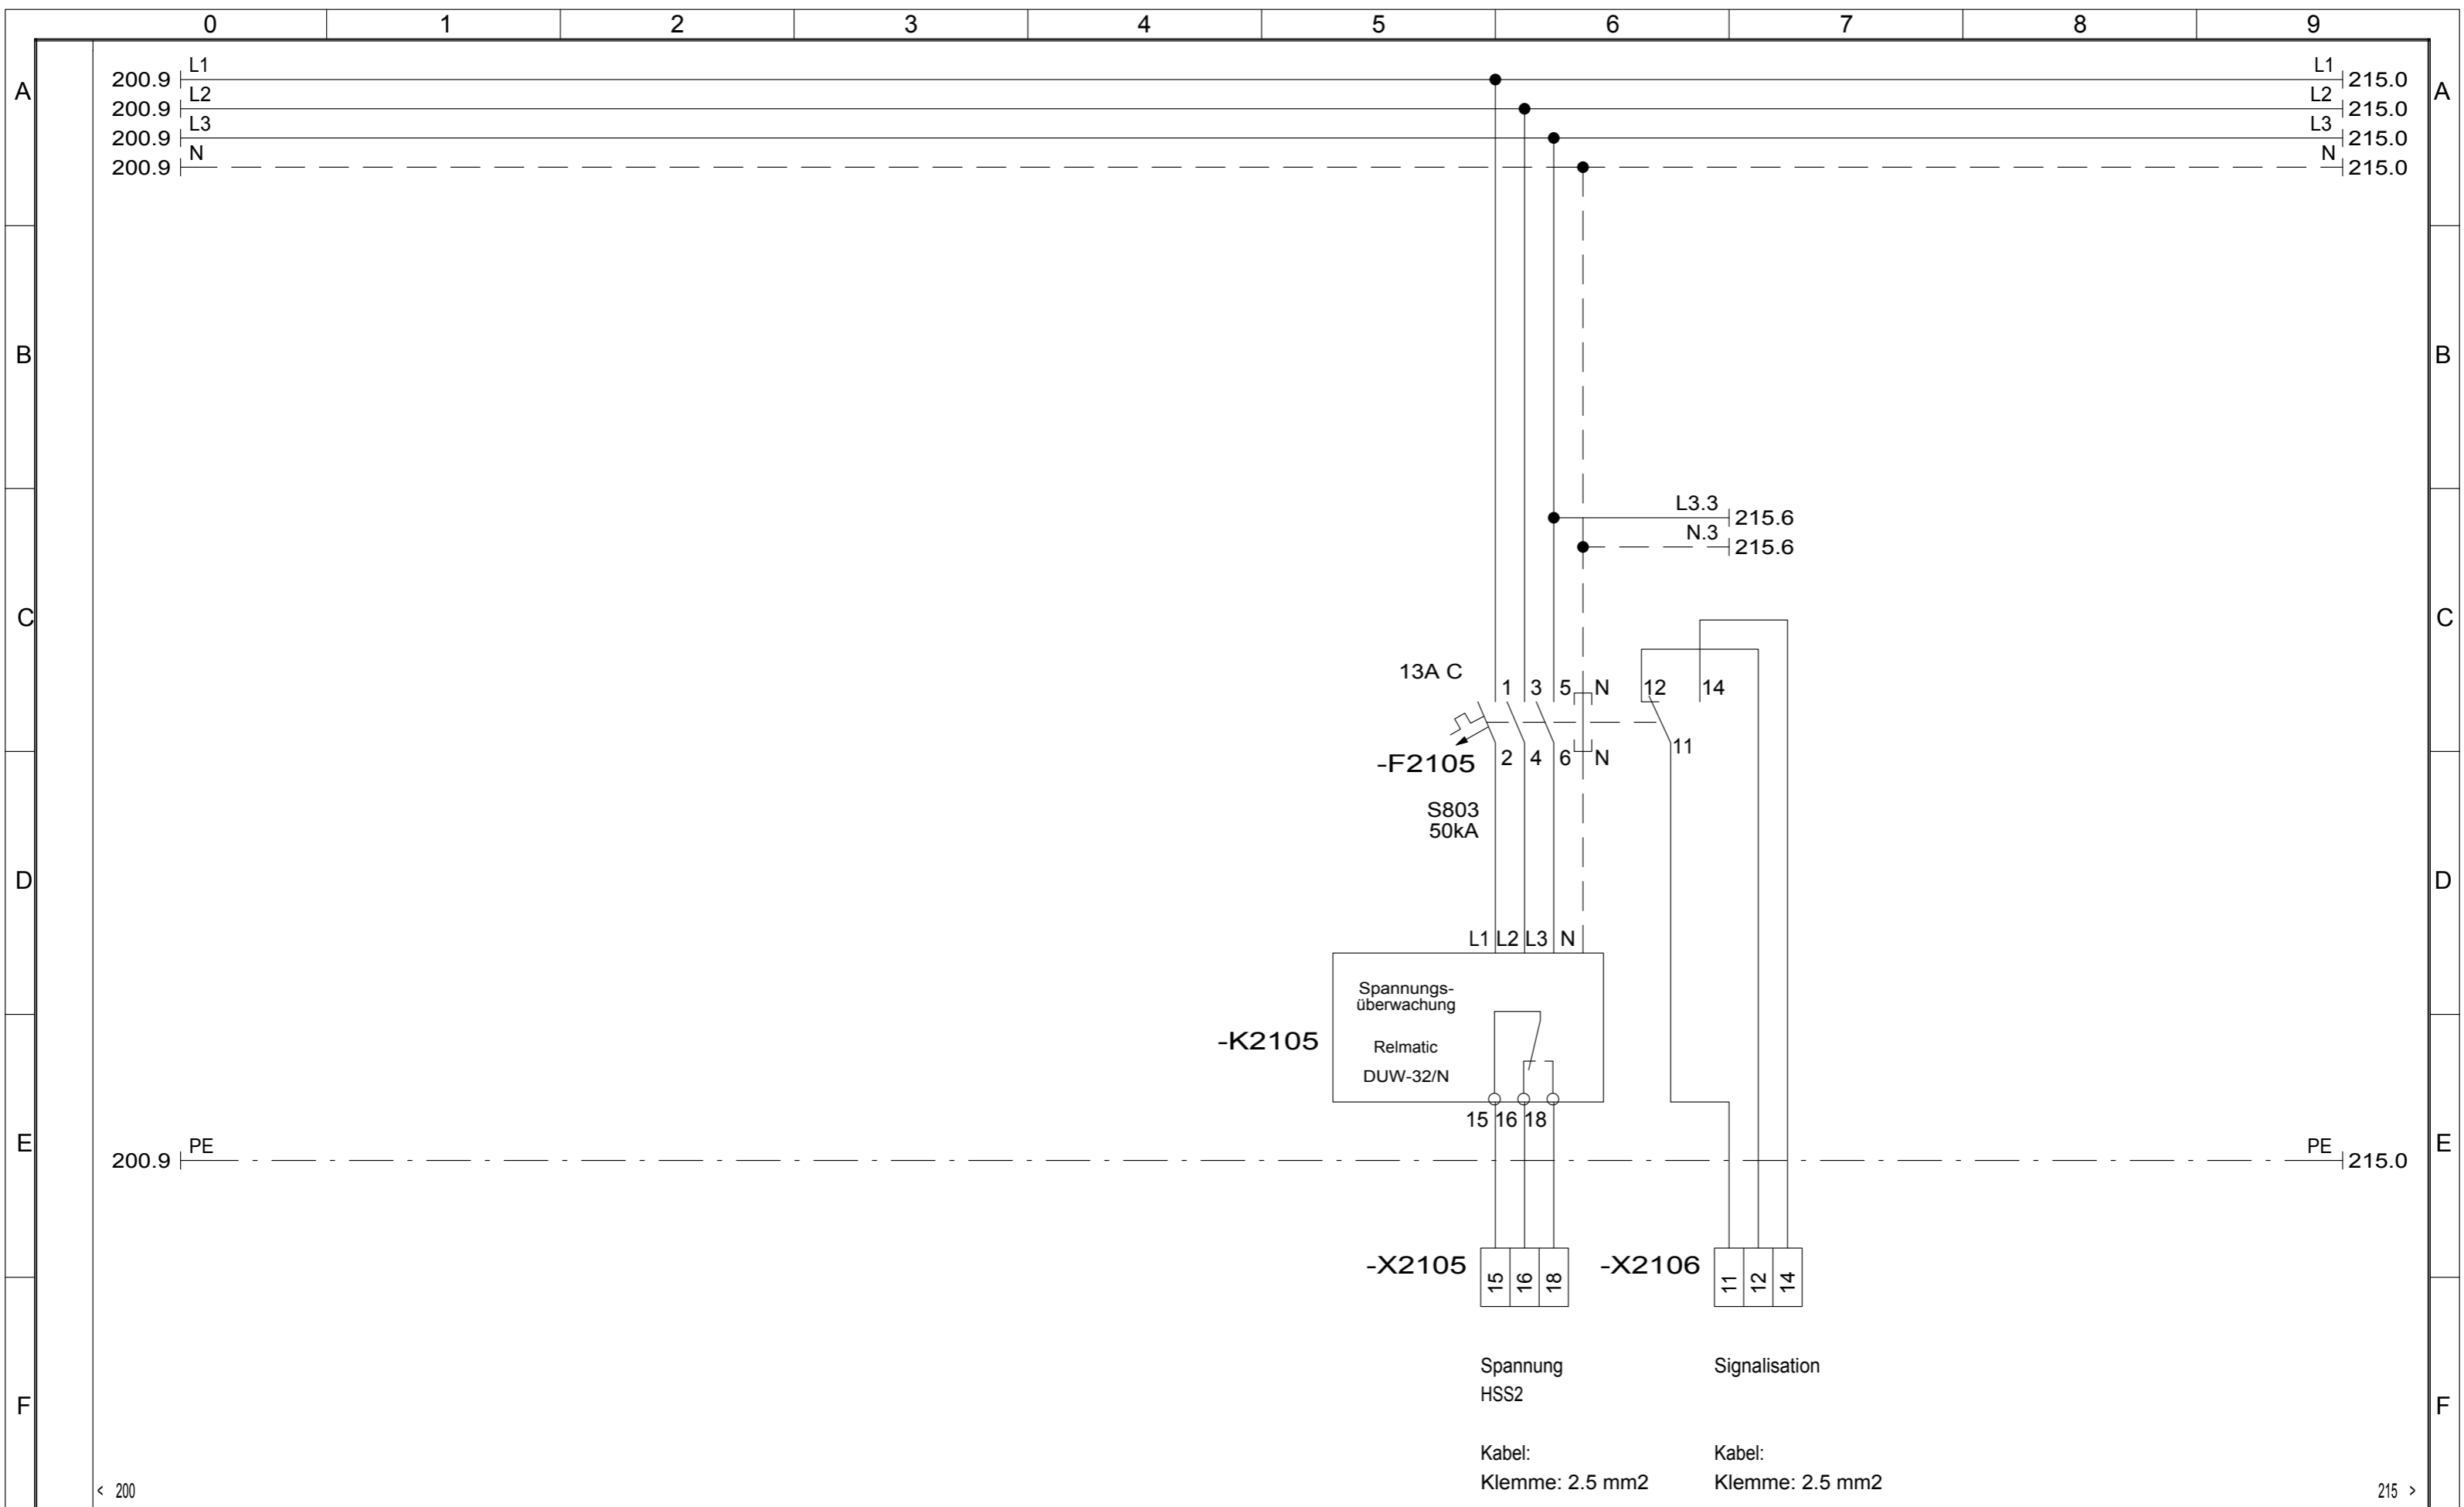 0 1 2 3 4 5 6 7 8 9
L1 L1
A 200.9 215.0 A
L2 L2
200.9 215.0
L3 L3
200.9 215.0
N N
200.9 215.0
B B
L3.3
215.6
N.3
215.6
C C
13A C
1 3 5 N 12 14
11
-F2105 2 4 6 N
S803
50kA
D D
L1 L2 L3 N
Spannungs-
überwachung
-K2105 Relmatic
DUW-32/N
15 16 18
E PE PE E
200.9 215.0
-X2105 15 16 18 -X2106 11 12 14
Spannung Signalisation
HSS2
F F
Kabel: Kabel:
Klemme: 2.5 mm2 Klemme: 2.5 mm2
< 200 215 >